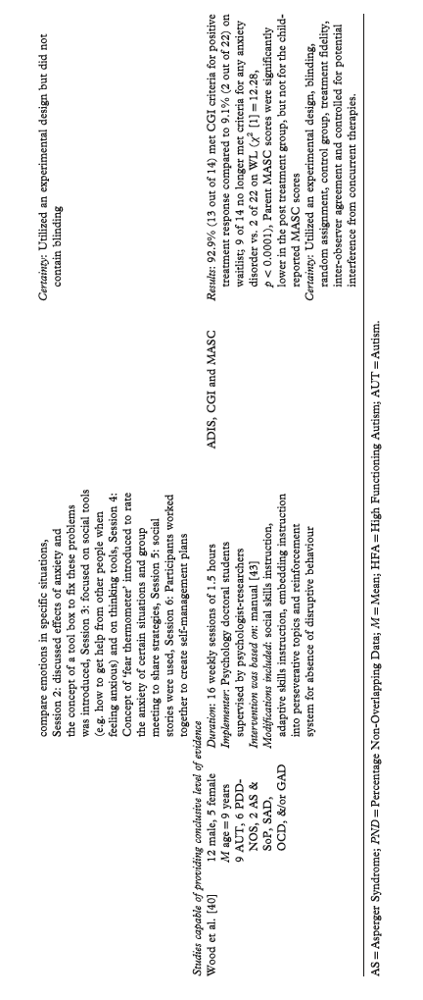 compare emotions in specific situations,
Session 2: discussed effects of anxiety and
the concept of a tool box to fix these problems
was introduced, Session 3: focused on social tools
(e.g. how to get help from other people when
feeling anxious) and on thinking tools, Session 4:
Concept of ‘fear thermometer’ introduced to rate
the anxiety of certain situations and group
meeting to share strategies, Session 5: social
stories were used, Session 6: Participants worked
together to create self-management plans
Certainty: Utilized an experimental design but did not
contain blinding
Studies capable of providing conclusive level of evidence
Wood et al. [40]
12 male, 5 female
M age = 9 years
9 AUT, 6 PDD-
NOS, 2 AS &
SoP, SAD,
OCD, &/or GAD
Duration: 16 weekly sessions of 1.5 hours
Implementer: Psychology doctoral students
supervised by psychologist-researchers
Intervention was based on: manual [43]
Modifications included: social skills instruction,
adaptive skills instruction, embedding instruction
into perseverative topics and reinforcement
system for absence of disruptive behaviour
ADIS, CGI and MASC
Results: 92.9% (13 out of 14) met CGI criteria for positive
treatment response compared to 9.1% (2 out of 22) on
waitlist; 9 of 14 no longer met criteria for any anxiety
disorder vs. 2 of 22 on WL (χ² [1] = 12.28,
p < 0.0001), Parent MASC scores were significantly
lower in the post treatment group, but not for the child-
reported MASC scores
Certainty: Utilized an experimental design, blinding,
random assignment, control group, treatment fidelity,
inter-observer agreement and controlled for potential
interference from concurrent therapies.
AS = Asperger Syndrome; PND = Percentage Non-Overlapping Data; M = Mean; HFA = High Functioning Autism; AUT = Autism.